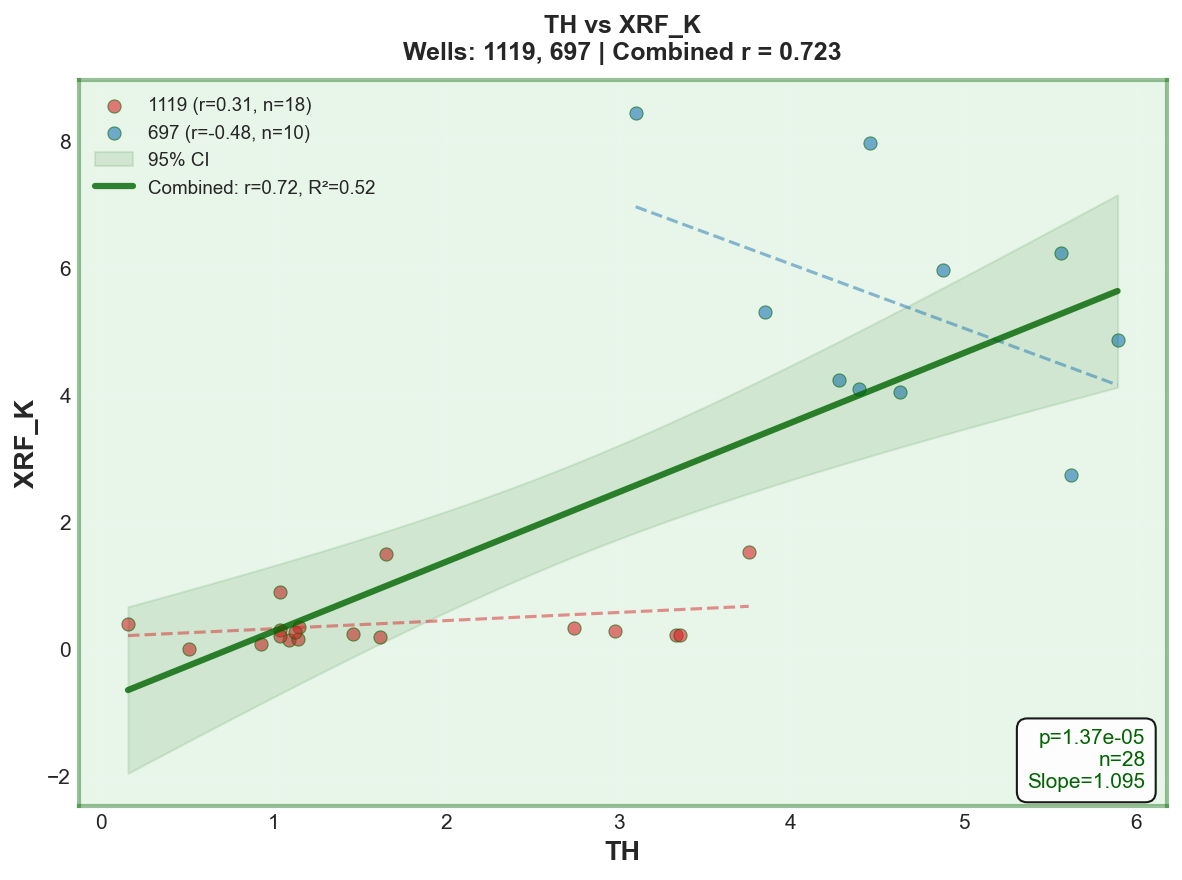 TH vs XRF_K
Wells: 1119, 697 | Combined r = 0.723
1119 (r=0.31, n=18)
697 (r=-0.48, n=10)
95% CI
Combined: r=0.72, R²=0.52
XRF_K
8
6
4
2
0
−2
p=1.37e-05
n=28
Slope=1.095
0 1 2 3 4 5 6
TH